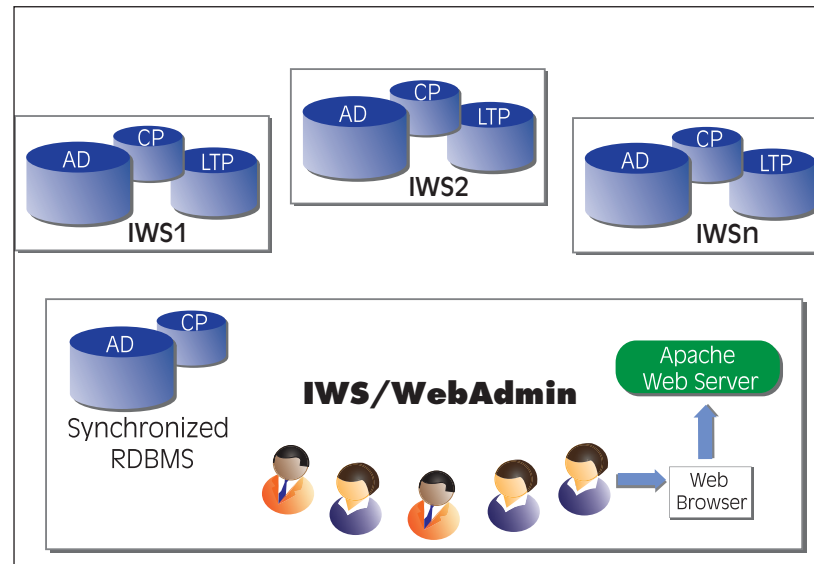 AD
CP
LTP
IWS1
AD
CP
LTP
IWS2
AD
CP
LTP
IWSn
AD
CP
Synchronized
RDBMS
IWS/WebAdmin
Apache
Web Server
Web
Browser